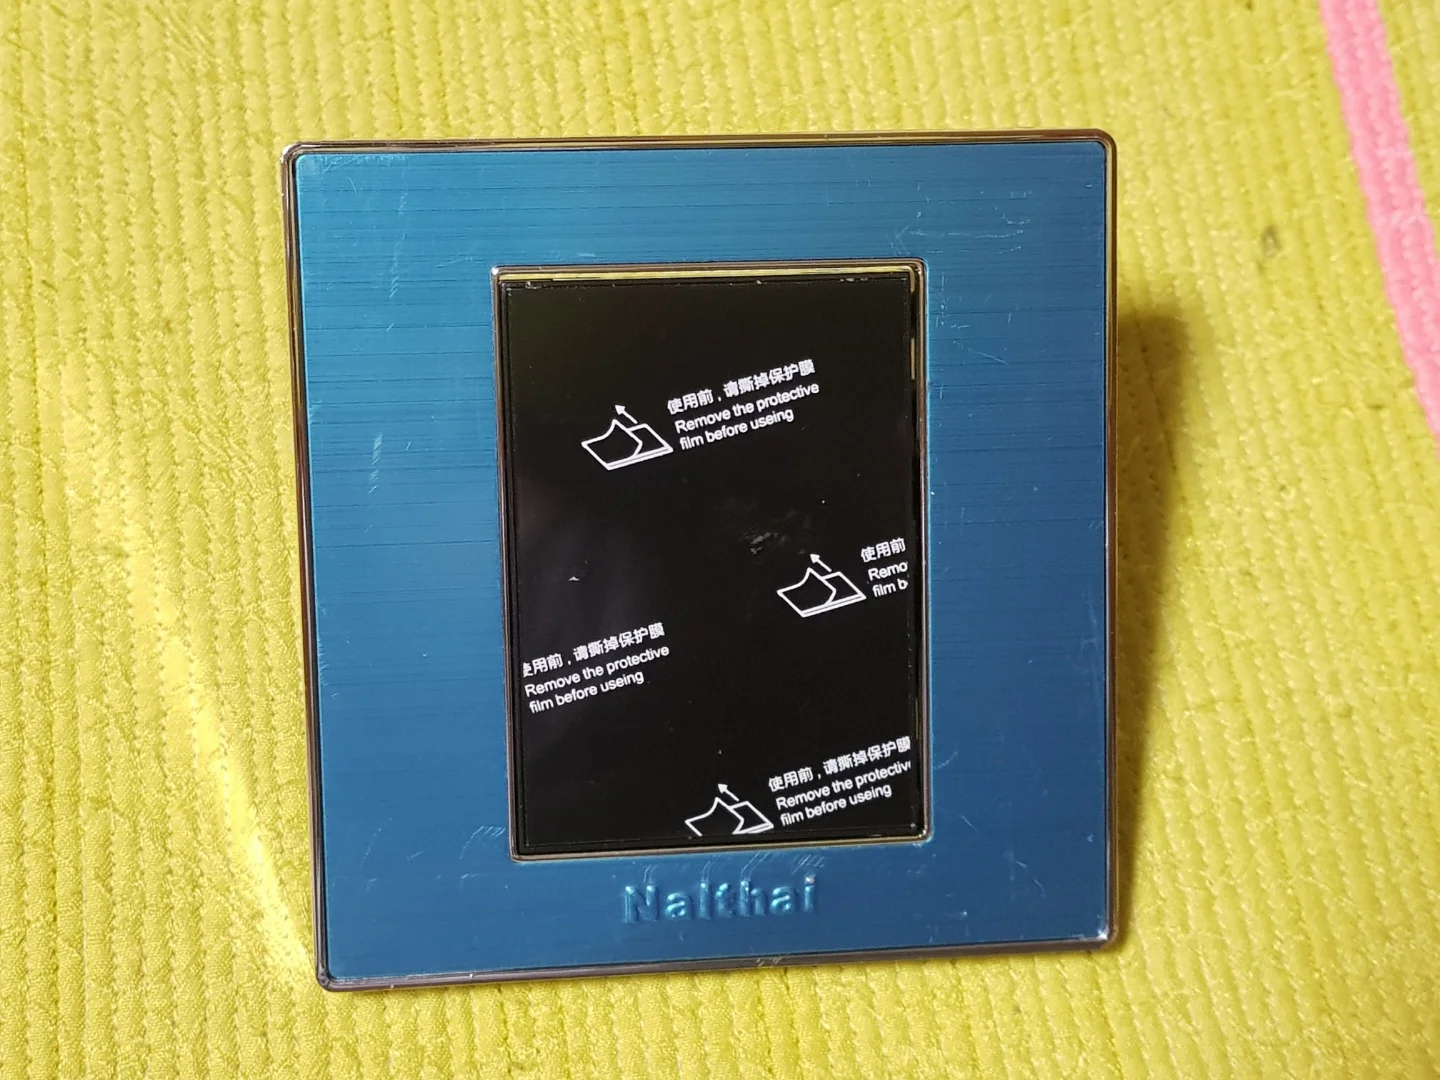 使用前，请撕掉保护膜
Remove the protective
film before useing
使用前
Remo
film b
使用前，请撕掉保护膜
Remove the protective
film before useing
使用前，请撕掉保护膜
Remove the protective
film before useing
Nalthai